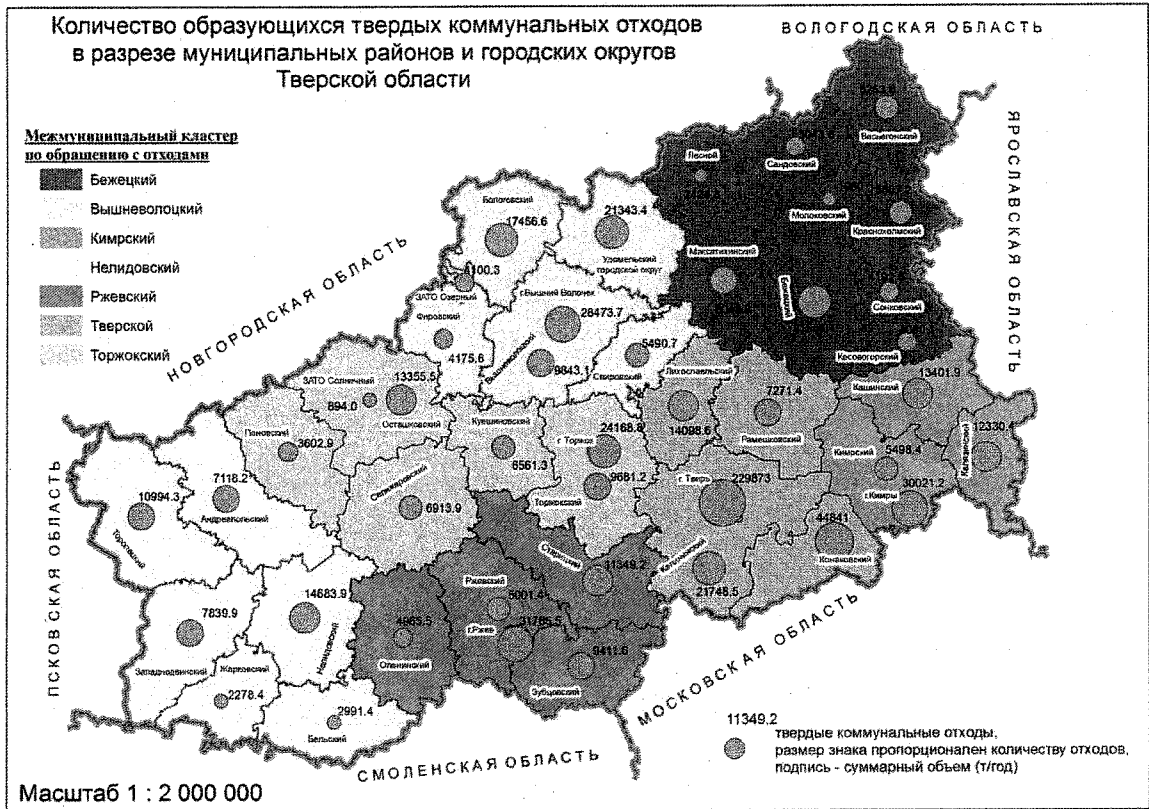 Количество образующихся твердых коммунальных отходов
в разрезе муниципальных районов и городских округов
Тверской области
ВОЛОГОДСКАЯ ОБЛАСТЬ
ЯРОСЛАВСКАЯ ОБЛАСТЬ
НОВГОРОДСКАЯ ОБЛАСТЬ
ПСКОВСКАЯ ОБЛАСТЬ
СМОЛЕНСКАЯ ОБЛАСТЬ
МОСКОВСКАЯ ОБЛАСТЬ
Межмуниципальный кластер
по обращению с отходами
Бежецкий
Вышневолоцкий
Кимрский
Нелидовский
Ржевский
Тверской
Торжокский
Весьегонский
Лесной
Сандовский
Молоковский
Краснохолмский
Максатихинский
Бежецкий
Сонковский
Кесовогорский
Бологовский
17456.6
21343.4
Удомельский
городской округ
4100.3
ЗАТО Озерный
г.Вышний Волочек
28473.7
Фировский
4175.6
Вышневолоцкий
9843.1
5490.7
Спировский
ЗАТО Солнечный
894.0
13355.5
Осташковский
Пеновский
3602.9
Кувшиновский
6561.3
г. Торжок
24168.8
9681.2
Торжокский
Лихославльский
14098.6
7271.4
Рамешковский
Кашинский
13401.9
Кимрский
5498.4
г.Кимры
30021.2
Калязинский
12330.4
г. Тверь
229873
44841
Конаковский
Калининский
21748.5
Селижаровский
6913.9
7118.2
Андреапольский
10994.3
Торопецкий
7839.9
Западнодвинский
14683.9
Нелидовский
Жарковский
2278.4
2991.4
Бельский
Оленинский
Ржевский
5001.4
г.Ржев
Старицкий
11349.2
Зубцовский
11349.2
твердые коммунальные отходы,
размер знака пропорционален количеству отходов,
подпись - суммарный объем (т/год)
Масштаб 1 : 2 000 000